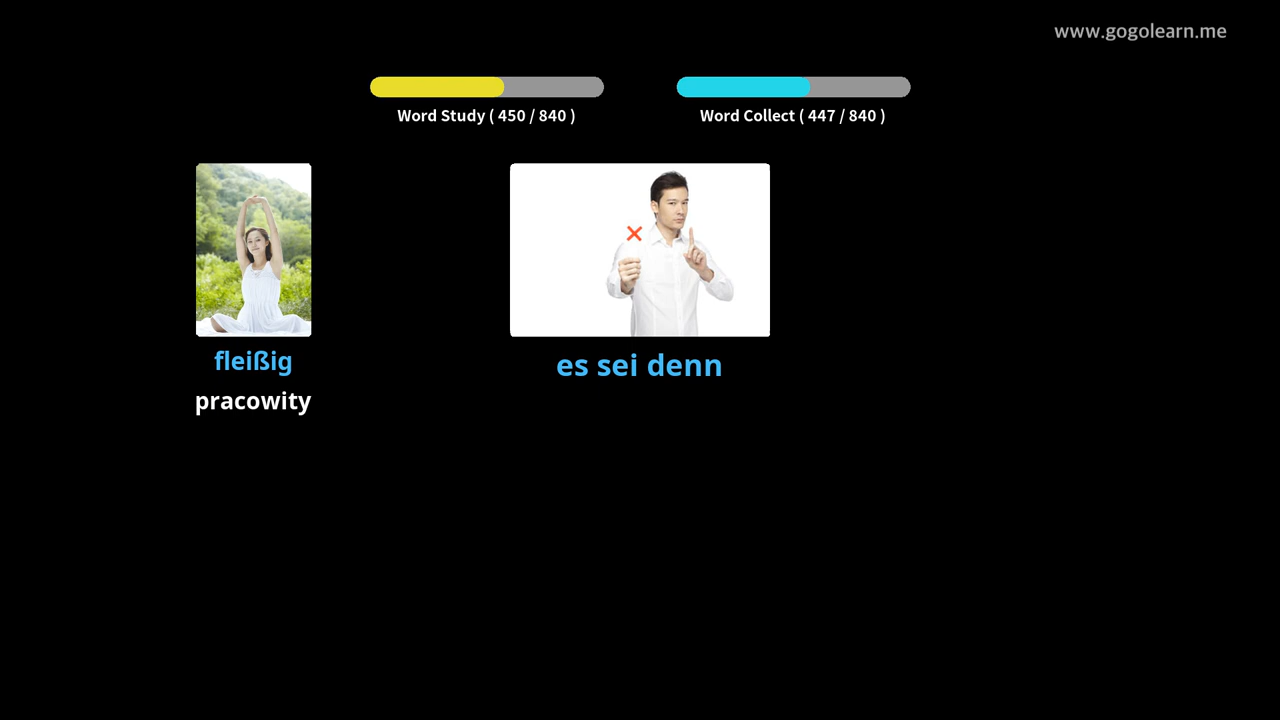 www.gogolearn.me
Word Study ( 450 / 840 )
Word Collect ( 447 / 840 )
fleißig
pracowity
es sei denn